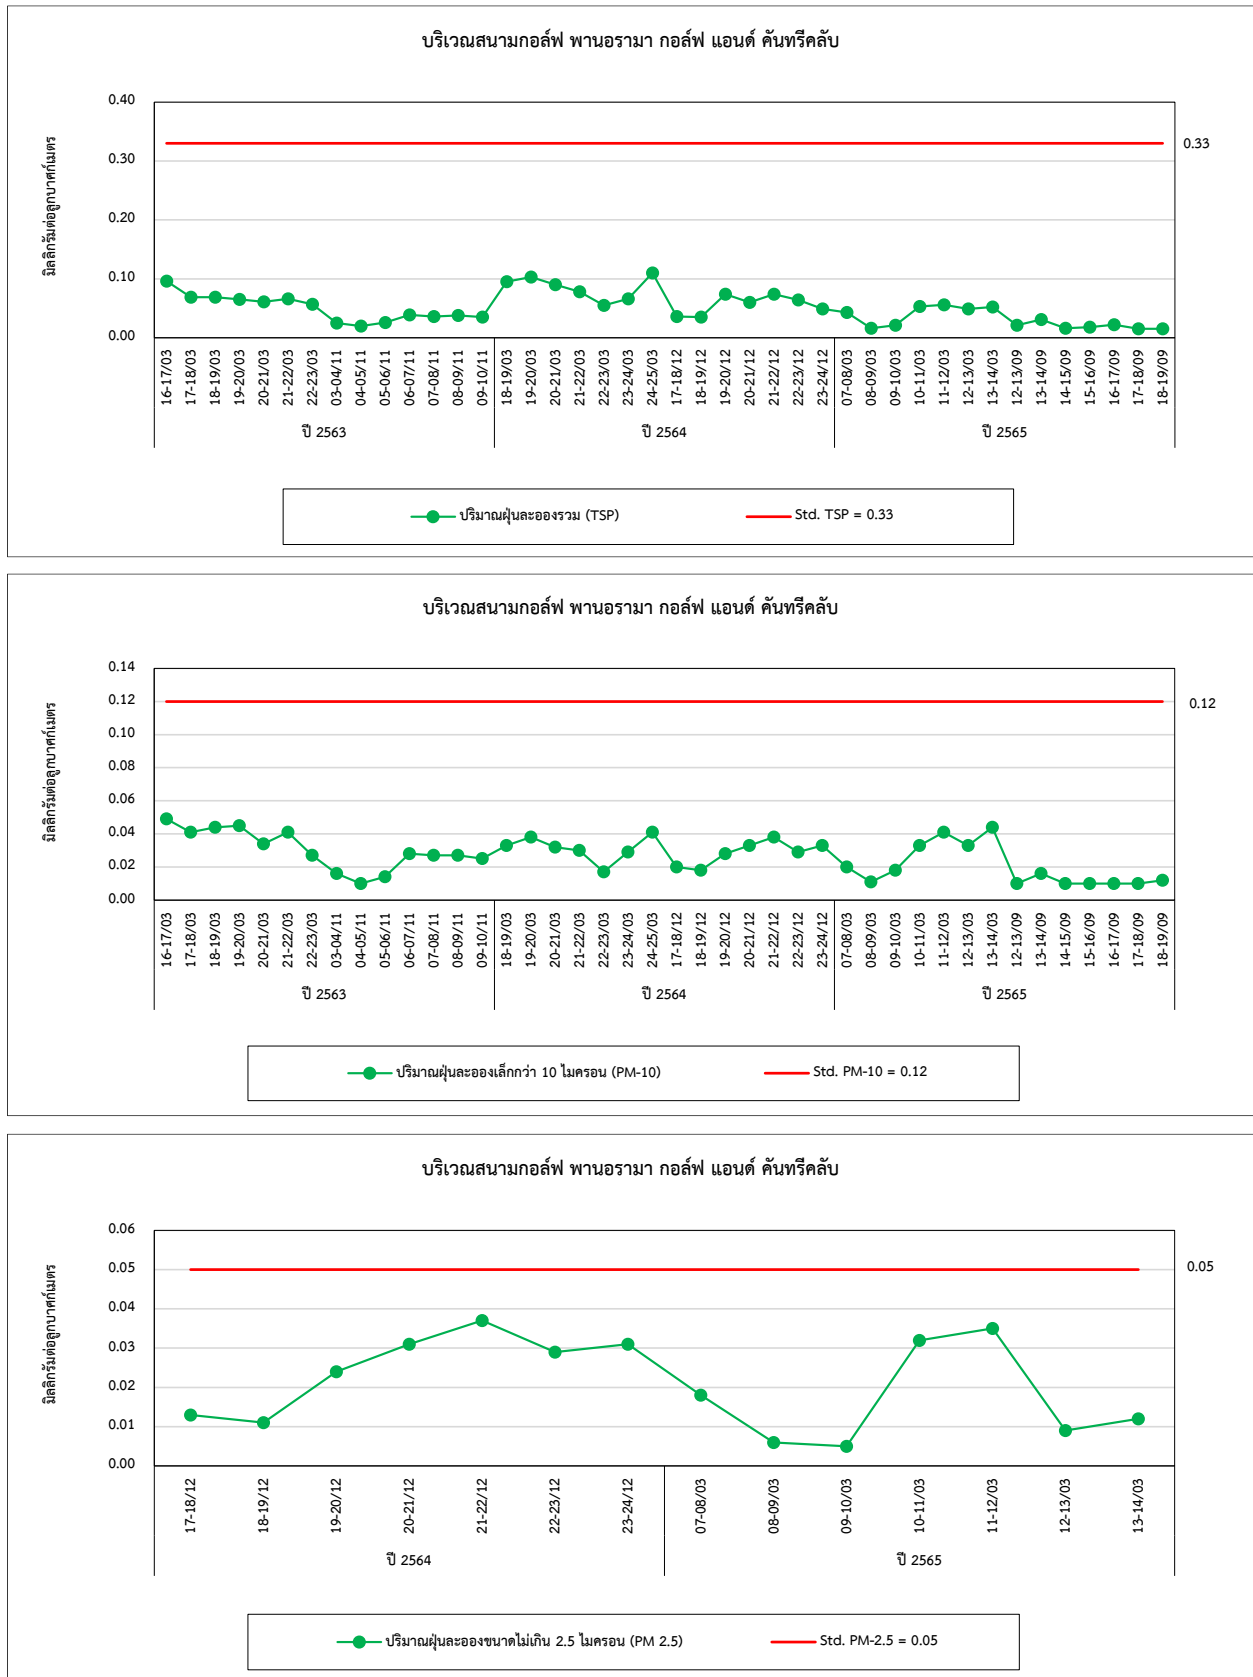 บริเวณสนามกอล์ฟ พานอรามา กอล์ฟ แอนด์ คันทรีคลับ
มิลลิกรัมต่อลูกบาศก์เมตร
0.40
0.30
0.20
0.10
0.00
0.33
16-17/03 17-18/03 18-19/03 19-20/03 20-21/03 21-22/03 22-23/03 03-04/11 04-05/11 05-06/11 06-07/11 07-08/11 08-09/11 09-10/11 18-19/03 19-20/03 20-21/03 21-22/03 22-23/03 23-24/03 24-25/03 17-18/12 18-19/12 19-20/12 20-21/12 21-22/12 22-23/12 23-24/12 07-08/03 08-09/03 09-10/03 10-11/03 11-12/03 12-13/03 13-14/03 12-13/09 13-14/09 14-15/09 15-16/09 16-17/09 17-18/09 18-19/09
ปี 2563 ปี 2564 ปี 2565
ปริมาณฝุ่นละอองรวม (TSP) Std. TSP = 0.33
บริเวณสนามกอล์ฟ พานอรามา กอล์ฟ แอนด์ คันทรีคลับ
มิลลิกรัมต่อลูกบาศก์เมตร
0.14
0.12
0.10
0.08
0.06
0.04
0.02
0.00
0.12
16-17/03 17-18/03 18-19/03 19-20/03 20-21/03 21-22/03 22-23/03 03-04/11 04-05/11 05-06/11 06-07/11 07-08/11 08-09/11 09-10/11 18-19/03 19-20/03 20-21/03 21-22/03 22-23/03 23-24/03 24-25/03 17-18/12 18-19/12 19-20/12 20-21/12 21-22/12 22-23/12 23-24/12 07-08/03 08-09/03 09-10/03 10-11/03 11-12/03 12-13/03 13-14/03 12-13/09 13-14/09 14-15/09 15-16/09 16-17/09 17-18/09 18-19/09
ปี 2563 ปี 2564 ปี 2565
ปริมาณฝุ่นละอองเล็กกว่า 10 ไมครอน (PM-10) Std. PM-10 = 0.12
บริเวณสนามกอล์ฟ พานอรามา กอล์ฟ แอนด์ คันทรีคลับ
มิลลิกรัมต่อลูกบาศก์เมตร
0.06
0.05
0.04
0.03
0.02
0.01
0.00
0.05
17-18/12 18-19/12 19-20/12 20-21/12 21-22/12 22-23/12 23-24/12 07-08/03 08-09/03 09-10/03 10-11/03 11-12/03 12-13/03 13-14/03
ปี 2564 ปี 2565
ปริมาณฝุ่นละอองขนาดไม่เกิน 2.5 ไมครอน (PM 2.5) Std. PM-2.5 = 0.05